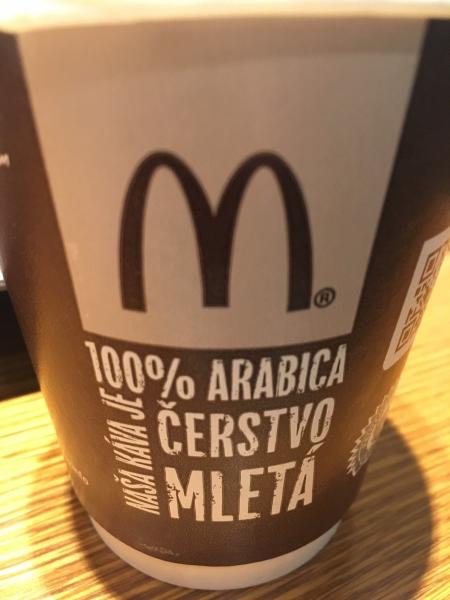 M®
NAŠA KÁVA JE
100% ARABICA
ČERSTVO
MLETÁ